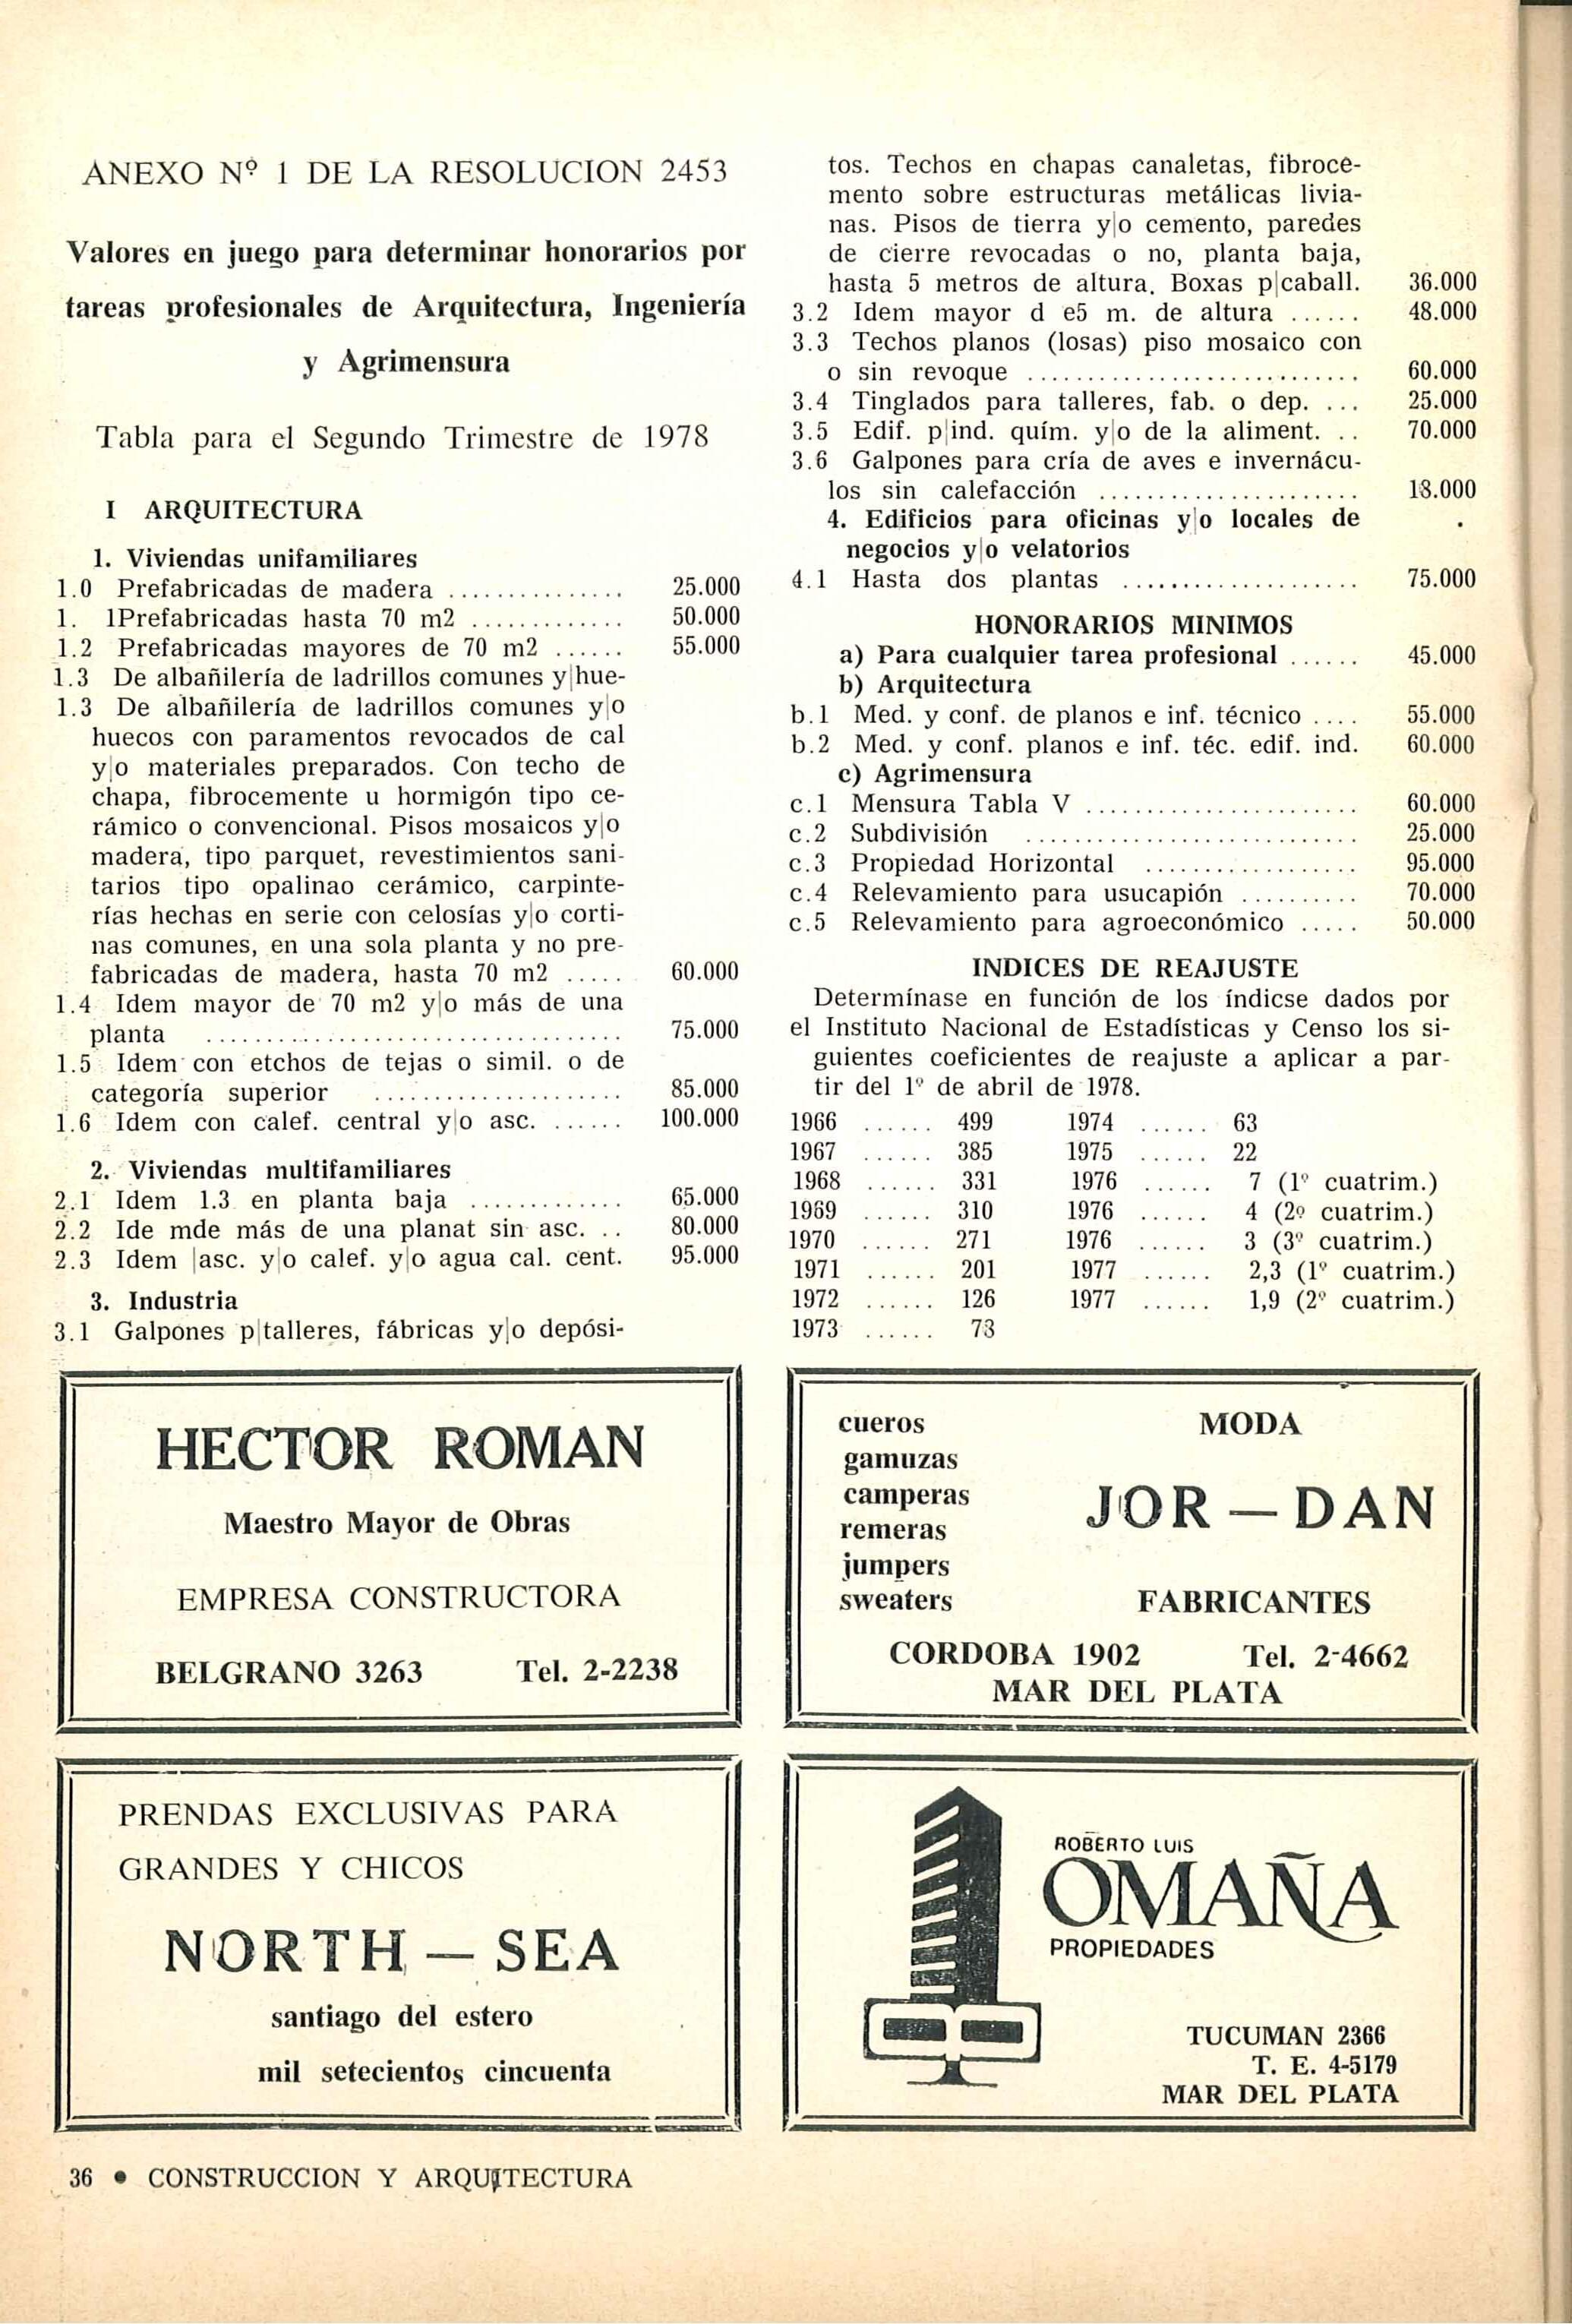 ANEXO Nº 1 DE LA RESOLUCION 2453
Valores en juego para determinar honorarios por
tareas profesionales de Arquitectura, Ingeniería
y Agrimensura
Tabla para el Segundo Trimestre de 1978
I ARQUITECTURA
1. Viviendas unifamiliares
1.0 Prefabricadas de madera ............... 25.000
1. 1Prefabricadas hasta 70 m2 ............. 50.000
1.2 Prefabricadas mayores de 70 m2 ...... 55.000
1.3 De albañilería de ladrillos comunes y|hue-
1.3 De albañilería de ladrillos comunes y|o
huecos con paramentos revocados de cal
y|o materiales preparados. Con techo de
chapa, fibrocemente u hormigón tipo ce-
rámico o convencional. Pisos mosaicos y|o
madera, tipo parquet, revestimientos sani-
tarios tipo opalinao cerámico, carpinte-
rías hechas en serie con celosías y|o corti-
nas comunes, en una sola planta y no pre-
fabricadas de madera, hasta 70 m2 ..... 60.000
1.4 Idem mayor de 70 m2 y|o más de una
planta .................................... 75.000
1.5 Idem con etchos de tejas o simil. o de
categoría superior ..................... 85.000
1.6 Idem con calef. central y|o asc. ...... 100.000
2. Viviendas multifamiliares
2.1 Idem 1.3 en planta baja ............. 65.000
2.2 Ide mde más de una planat sin asc. .. 80.000
2.3 Idem |asc. y|o calef. y|o agua cal. cent. 95.000
3. Industria
3.1 Galpones p|talleres, fábricas y|o depósi-
tos. Techos en chapas canaletas, fibroce-
mento sobre estructuras metálicas livia-
nas. Pisos de tierra y|o cemento, paredes
de cierre revocadas o no, planta baja,
hasta 5 metros de altura. Boxas p|caball. 36.000
3.2 Idem mayor d e5 m. de altura ...... 48.000
3.3 Techos planos (losas) piso mosaico con
o sin revoque ............................ 60.000
3.4 Tinglados para talleres, fab. o dep. ... 25.000
3.5 Edif. p|ind. quím. y|o de la aliment. .. 70.000
3.6 Galpones para cría de aves e invernácu-
los sin calefacción ...................... 18.000
4. Edificios para oficinas y|o locales de
negocios y|o velatorios
4.1 Hasta dos plantas .................... 75.000
HONORARIOS MINIMOS
a) Para cualquier tarea profesional ...... 45.000
b) Arquitectura
b.1 Med. y conf. de planos e inf. técnico .... 55.000
b.2 Med. y conf. planos e inf. téc. edif. ind. 60.000
c) Agrimensura
c.1 Mensura Tabla V ....................... 60.000
c.2 Subdivisión ............................ 25.000
c.3 Propiedad Horizontal .................. 95.000
c.4 Relevamiento para usucapión .......... 70.000
c.5 Relevamiento para agroeconómico ..... 50.000
INDICES DE REAJUSTE
Determínase en función de los índicse dados por
el Instituto Nacional de Estadísticas y Censo los si-
guientes coeficientes de reajuste a aplicar a par-
tir del 1º de abril de 1978.
1966 ...... 499 1974 ...... 63
1967 ...... 385 1975 ...... 22
1968 ...... 331 1976 ...... 7 (1º cuatrim.)
1969 ...... 310 1976 ...... 4 (2º cuatrim.)
1970 ...... 271 1976 ...... 3 (3º cuatrim.)
1971 ...... 201 1977 ...... 2,3 (1º cuatrim.)
1972 ...... 126 1977 ...... 1,9 (2º cuatrim.)
1973 ...... 73
HECTOR ROMAN
Maestro Mayor de Obras
EMPRESA CONSTRUCTORA
BELGRANO 3263 Tel. 2-2238
cueros
gamuzas
camperas
remeras
jumpers
sweaters
MODA
JOR — DAN
FABRICANTES
CORDOBA 1902 Tel. 2-4662
MAR DEL PLATA
PRENDAS EXCLUSIVAS PARA
GRANDES Y CHICOS
NORTH — SEA
santiago del estero
mil setecientos cincuenta
ROBERTO LUIS
OMAÑA
PROPIEDADES
TUCUMAN 2366
T. E. 4-5179
MAR DEL PLATA
36 • CONSTRUCCION Y ARQUITECTURA